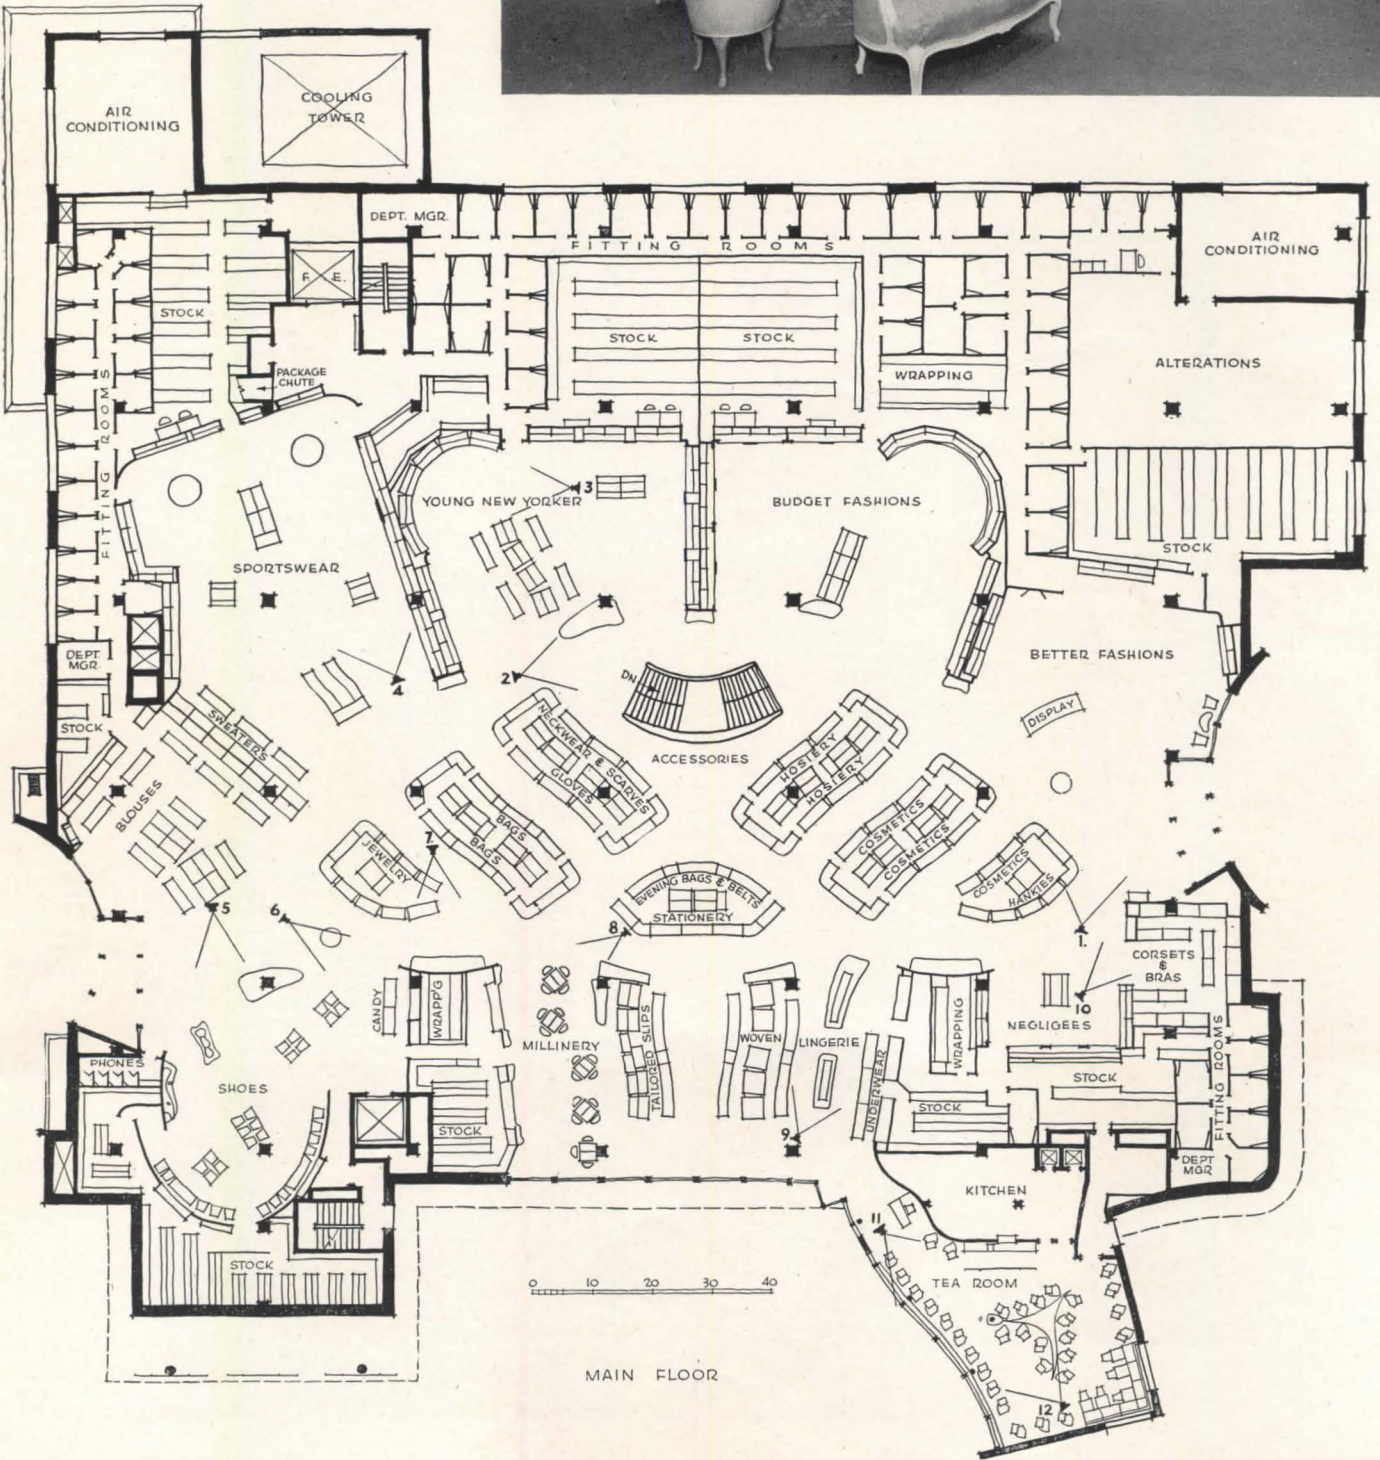 AIR
CONDITIONING
COOLING
TOWER
DEPT. MGR.
FITTING ROOMS
AIR
CONDITIONING
F. E.
STOCK
STOCK
STOCK
ALTERATIONS
WRAPPING
PACKAGE
CHUTE
FITTING ROOMS
YOUNG NEW YORKER
3
BUDGET FASHIONS
STOCK
SPORTSWEAR
DEPT.
MGR.
BETTER FASHIONS
2
4
DN
STOCK
SWEATERS
DISPLAY
NECKWEAR & SCARVES
GLOVES
ACCESSORIES
HOSIERY
HOSIERY
BLOUSES
BAGS
BAGS
COSMETICS
COSMETICS
7.
JEWELRY
COSMETICS
HANKIES
EVENING BAGS & BELTS
STATIONERY
5
6
8.
1.
CORSETS
&
BRAS
10
CANDY
WRAPP'G
MILLINERY
TAILORED SLIPS
WOVEN
LINGERIE
UNDERWEAR
WRAPPING
NEGLIGEES
FITTING ROOMS
PHONES
SHOES
STOCK
STOCK
STOCK
9.
DEPT
MGR
KITCHEN
11
STOCK
TEA ROOM
0 10 20 30 40
MAIN FLOOR
12